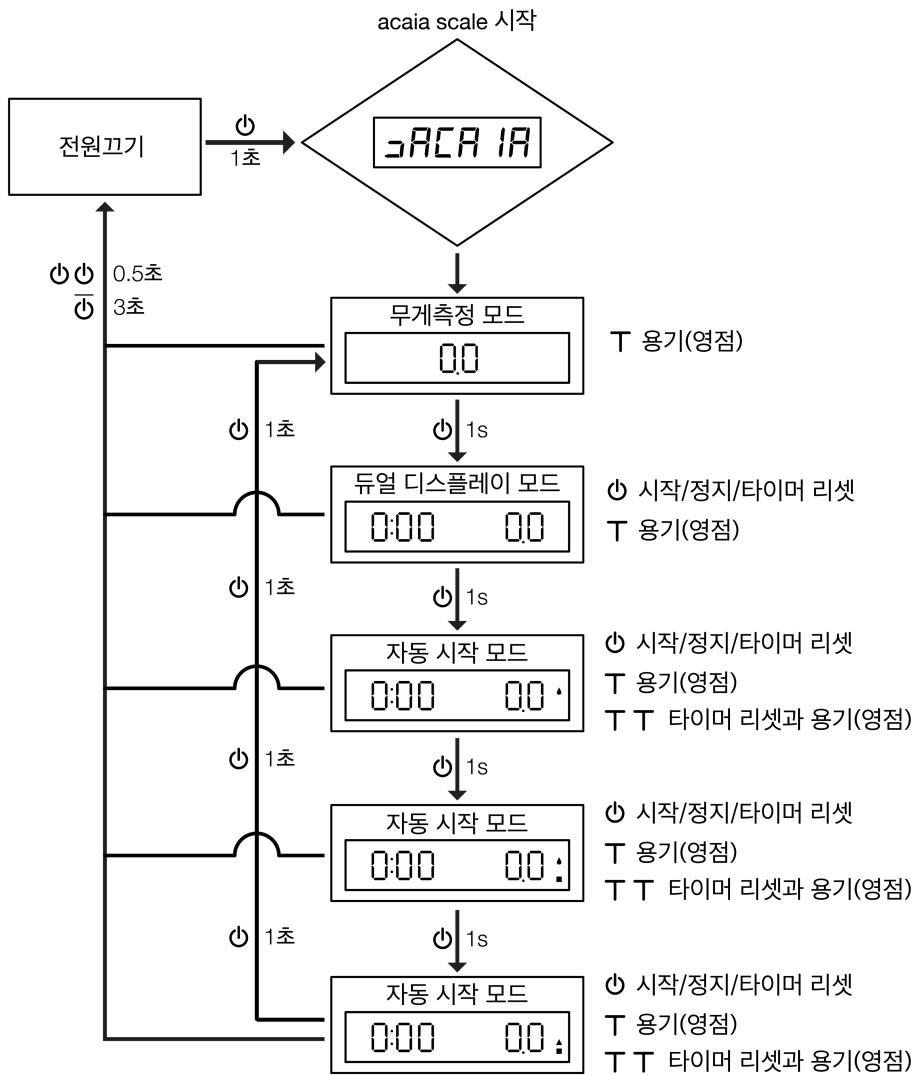 acaia scale 시작
전원끄기
1초
ACAIA
0.5초
3초
무게측정 모드
0.0
T 용기(영점)
1초
1s
듀얼 디스플레이 모드
0:00 0.0
시작/정지/타이머 리셋
T 용기(영점)
1초
1s
자동 시작 모드
0:00 0.0
시작/정지/타이머 리셋
T 용기(영점)
T T 타이머 리셋과 용기(영점)
1초
1s
자동 시작 모드
0:00 0.0
시작/정지/타이머 리셋
T 용기(영점)
T T 타이머 리셋과 용기(영점)
1초
1s
자동 시작 모드
0:00 0.0
시작/정지/타이머 리셋
T 용기(영점)
T T 타이머 리셋과 용기(영점)